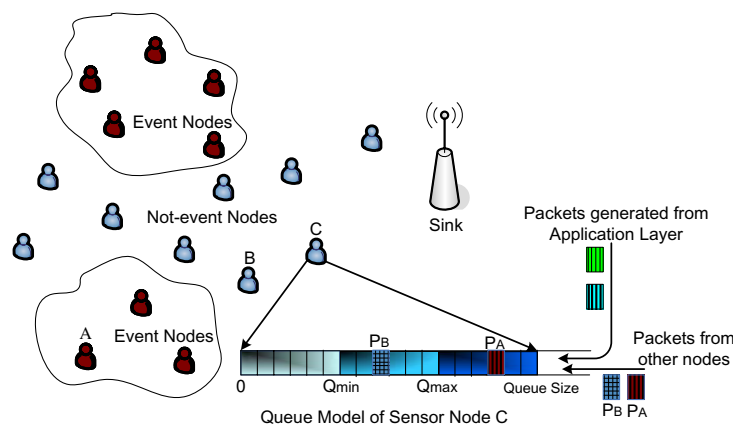 Event Nodes
Not-event Nodes
Sink
C
B
Packets generated from
Application Layer
A
Event Nodes
PB
PA
Packets from
other nodes
0
Qmin
Qmax
Queue Size
PB
PA
Queue Model of Sensor Node C